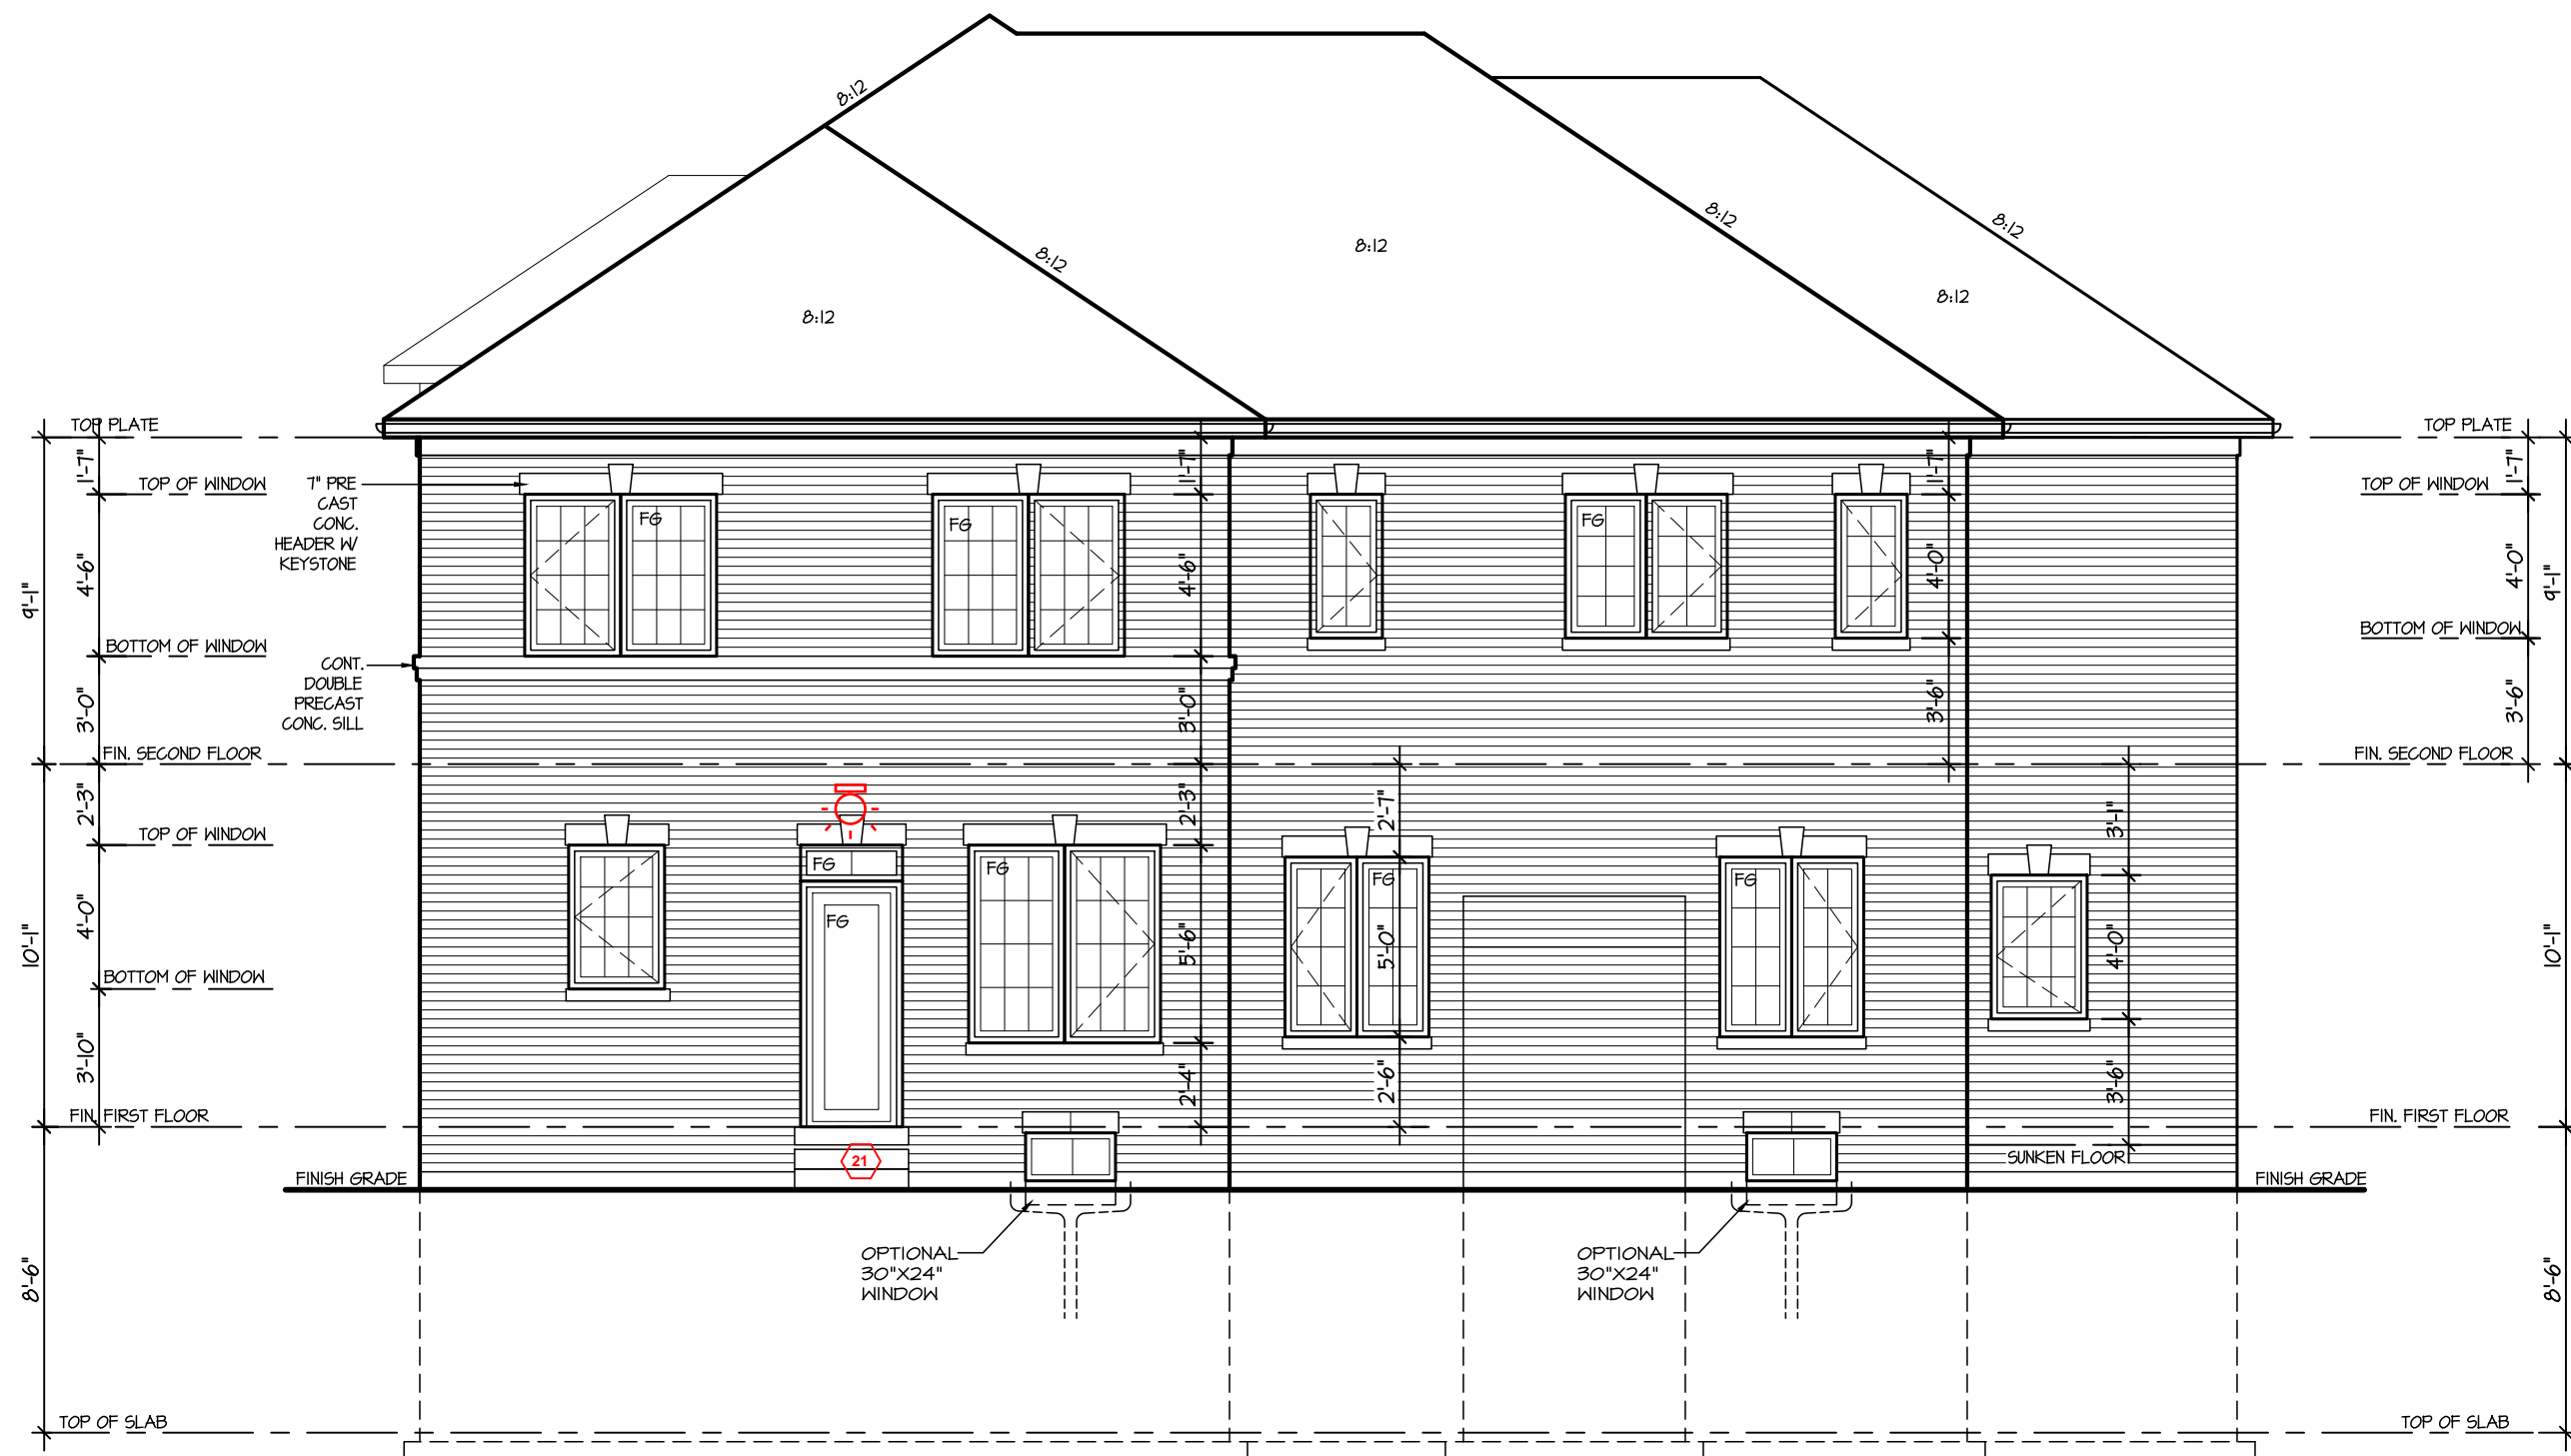 8:12
8:12
8:12
8:12
8:12
8:12
8:12
TOP PLATE
TOP PLATE
1'-7"
TOP OF WINDOW
7" PRE
CAST
CONC.
HEADER W/
KEYSTONE
FG
FG
1'-7"
FG
1'-7"
TOP OF WINDOW
1'-7"
9'-1"
4'-6"
4'-6"
4'-0"
4'-0"
9'-1"
BOTTOM OF WINDOW
BOTTOM OF WINDOW
CONT.
DOUBLE
PRECAST
CONC. SILL
3'-0"
3'-0"
3'-6"
3'-6"
FIN. SECOND FLOOR
FIN. SECOND FLOOR
2'-3"
2'-3"
2'-7"
3'-1"
TOP OF WINDOW
FG
FG
FG
FG
FG
10'-1"
4'-0"
5'-6"
5'-0"
4'-0"
10'-1"
BOTTOM OF WINDOW
3'-10"
2'-4"
2'-6"
3'-6"
FIN. FIRST FLOOR
FIN. FIRST FLOOR
21
SUNKEN FLOOR
FINISH GRADE
FINISH GRADE
8'-6"
OPTIONAL
30"X24"
WINDOW
OPTIONAL
30"X24"
WINDOW
8'-6"
TOP OF SLAB
TOP OF SLAB